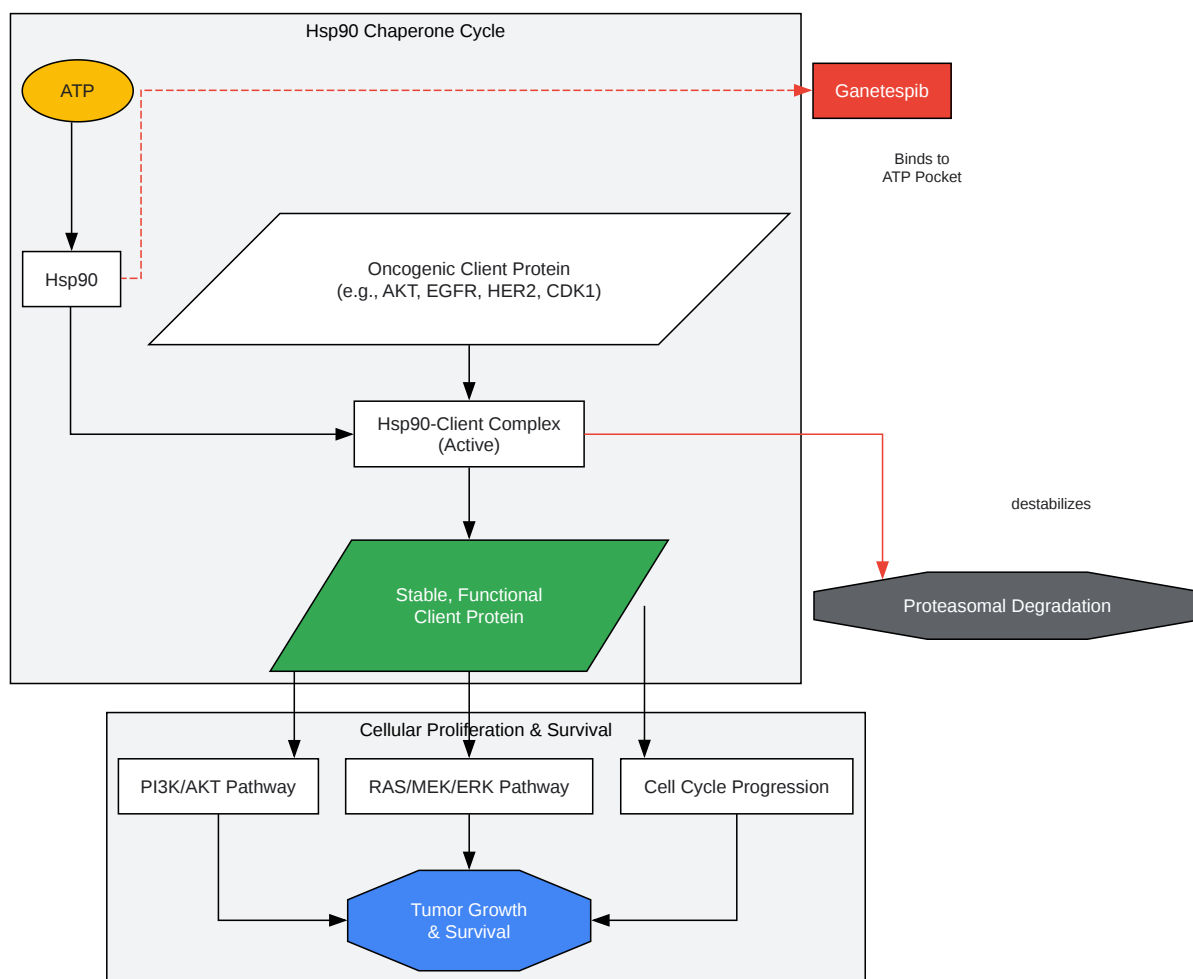 Hsp90 Chaperone Cycle
ATP
Ganetespib
Binds to
ATP Pocket
Hsp90
Oncogenic Client Protein
(e.g., AKT, EGFR, HER2, CDK1)
Hsp90-Client Complex
(Active)
destabilizes
Stable, Functional
Client Protein
Proteasomal Degradation
Cellular Proliferation & Survival
PI3K/AKT Pathway
RAS/MEK/ERK Pathway
Cell Cycle Progression
Tumor Growth
& Survival